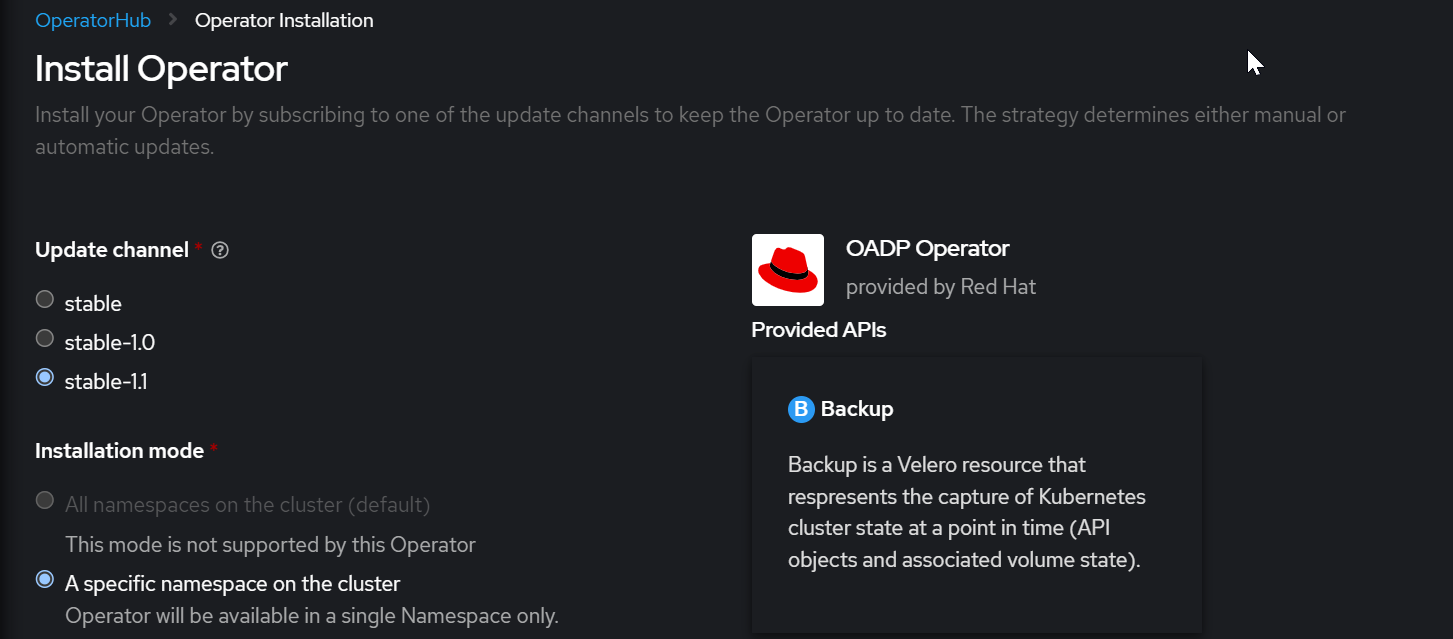 OperatorHub > Operator Installation
Install Operator
Install your Operator by subscribing to one of the update channels to keep the Operator up to date. The strategy determines either manual or
automatic updates.
Update channel * ?
stable
stable-1.0
stable-1.1
Installation mode *
All namespaces on the cluster (default)
This mode is not supported by this Operator
A specific namespace on the cluster
Operator will be available in a single Namespace only.
OADP Operator
provided by Red Hat
Provided APIs
B Backup
Backup is a Velero resource that
respresents the capture of Kubernetes
cluster state at a point in time (API
objects and associated volume state).